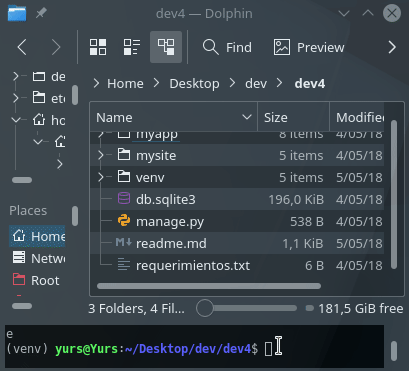 dev4 — Dolphin
Find
Preview
Home
Desktop
dev
dev4
de
etc
ho
Name
Size
Modified
myapp
8 items
4/05/18
mysite
5 items
4/05/18
venv
5 items
5/05/18
db.sqlite3
196,0 KiB
4/05/18
manage.py
538 B
4/05/18
readme.md
1,1 KiB
5/05/18
requerimientos.txt
6 B
4/05/18
Places
Home
Netw
Root
3 Folders, 4 Fil...
181,5 GiB free
e
(venv) yurs@Yurs:~/Desktop/dev/dev4$